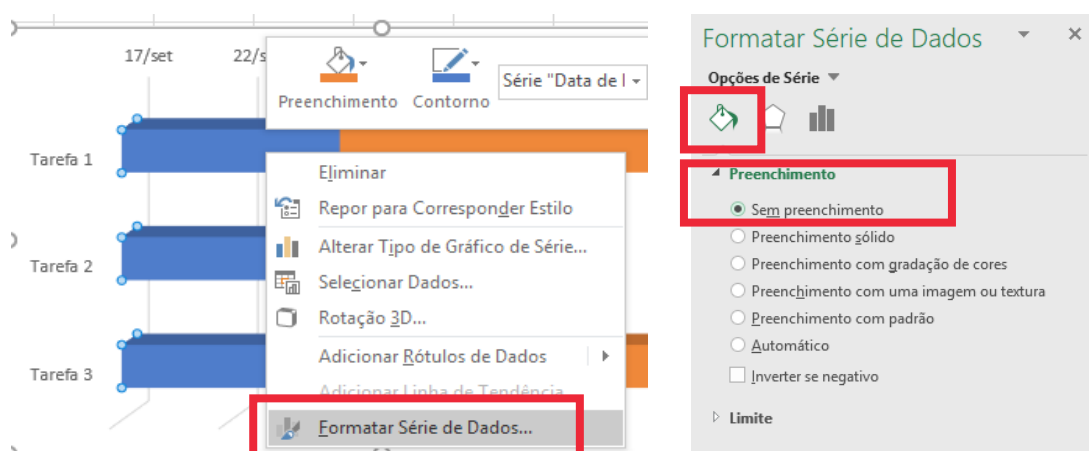 17/set
22/s
Preenchimento
Contorno
Série "Data de I
Tarefa 1
Tarefa 2
Tarefa 3
Eliminar
Repor para Corresponder Estilo
Alterar Tipo de Gráfico de Série...
Selecionar Dados...
Rotação 3D...
Adicionar Rótulos de Dados
Adicionar Linha de Tendência
Formatar Série de Dados...
Formatar Série de Dados
Opções de Série
Preenchimento
Sem preenchimento
Preenchimento sólido
Preenchimento com gradação de cores
Preenchimento com uma imagem ou textura
Preenchimento com padrão
Automático
Inverter se negativo
Limite